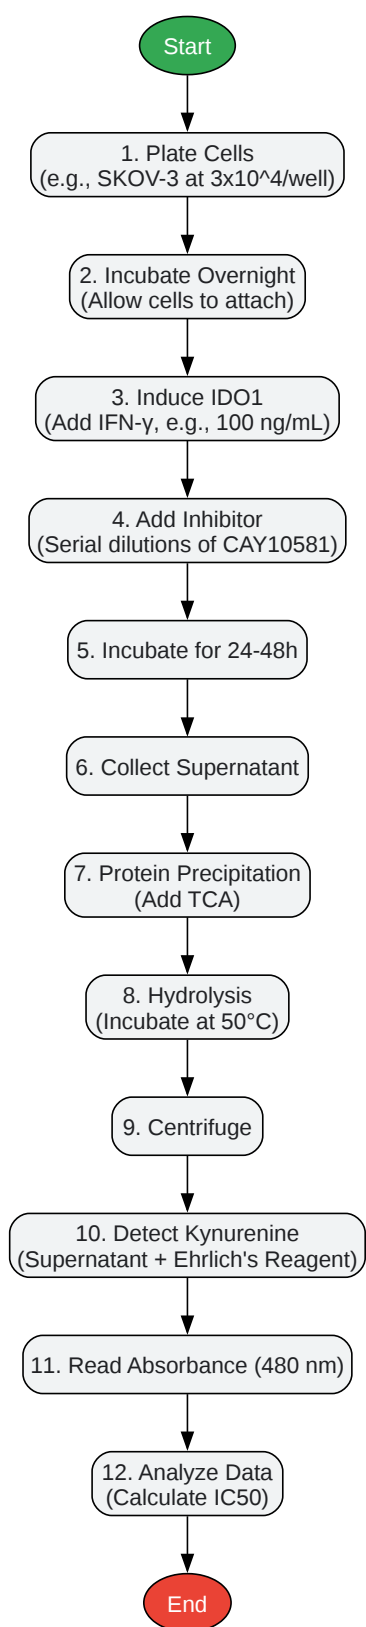 Start
1. Plate Cells
(e.g., SKOV-3 at 3x10^4/well)
2. Incubate Overnight
(Allow cells to attach)
3. Induce IDO1
(Add IFN-γ, e.g., 100 ng/mL)
4. Add Inhibitor
(Serial dilutions of CAY10581)
5. Incubate for 24-48h
6. Collect Supernatant
7. Protein Precipitation
(Add TCA)
8. Hydrolysis
(Incubate at 50°C)
9. Centrifuge
10. Detect Kynurenine
(Supernatant + Ehrlich's Reagent)
11. Read Absorbance (480 nm)
12. Analyze Data
(Calculate IC50)
End